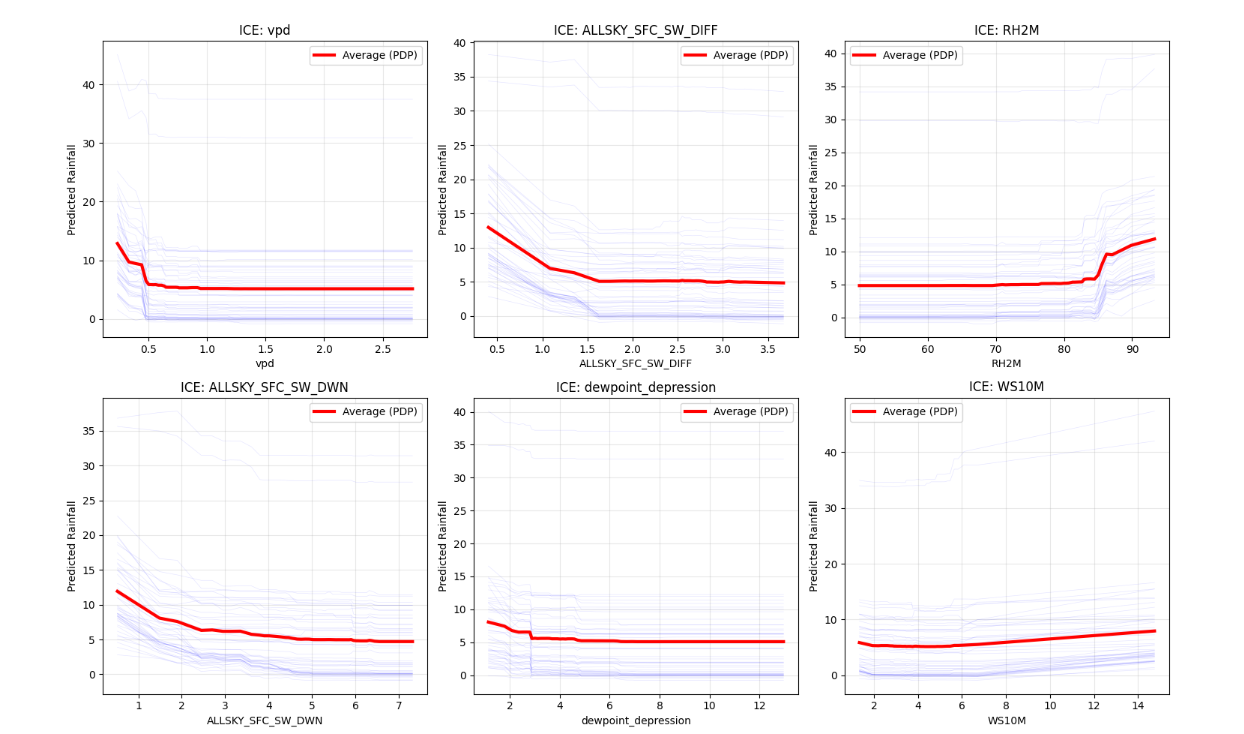 ICE: vpd
Average (PDP)
Predicted Rainfall
40
30
20
10
0
0.5 1.0 1.5 2.0 2.5
vpd
ICE: ALLSKY_SFC_SW_DIFF
Average (PDP)
Predicted Rainfall
40
35
30
25
20
15
10
5
0
0.5 1.0 1.5 2.0 2.5 3.0 3.5
ALLSKY_SFC_SW_DIFF
ICE: RH2M
Average (PDP)
Predicted Rainfall
40
35
30
25
20
15
10
5
0
50 60 70 80 90
RH2M
ICE: ALLSKY_SFC_SW_DWN
Average (PDP)
Predicted Rainfall
35
30
25
20
15
10
5
0
1 2 3 4 5 6 7
ALLSKY_SFC_SW_DWN
ICE: dewpoint_depression
Average (PDP)
Predicted Rainfall
40
35
30
25
20
15
10
5
0
2 4 6 8 10 12
dewpoint_depression
ICE: WS10M
Average (PDP)
Predicted Rainfall
40
30
20
10
0
2 4 6 8 10 12 14
WS10M